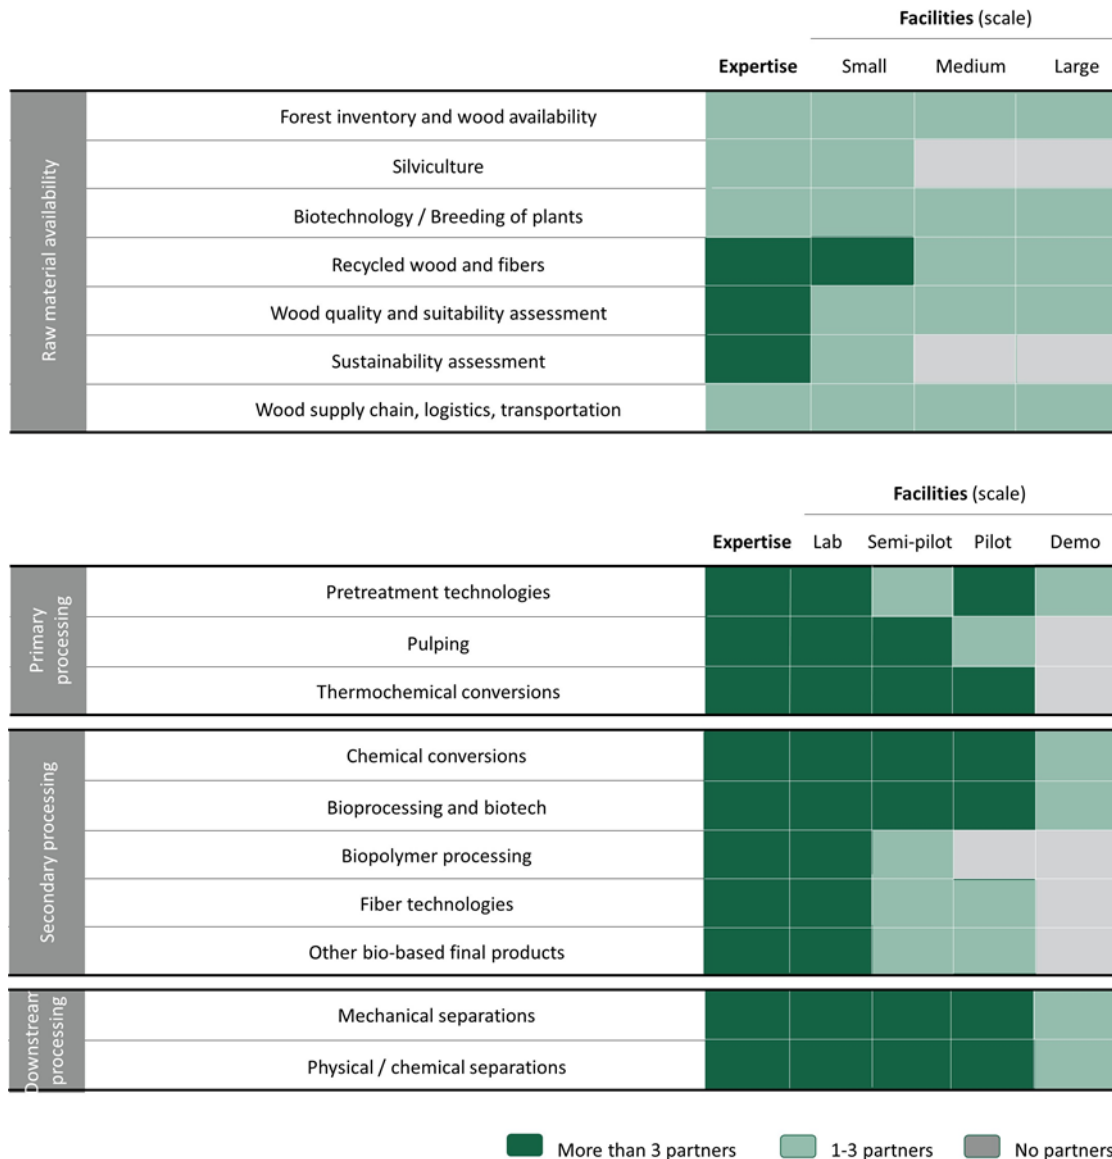 Facilities (scale)
Expertise Small Medium Large
Raw material availability
Forest inventory and wood availability
Silviculture
Biotechnology / Breeding of plants
Recycled wood and fibers
Wood quality and suitability assessment
Sustainability assessment
Wood supply chain, logistics, transportation
Facilities (scale)
Expertise Lab Semi-pilot Pilot Demo
Primary
processing
Pretreatment technologies
Pulping
Thermochemical conversions
Secondary processing
Chemical conversions
Bioprocessing and biotech
Biopolymer processing
Fiber technologies
Other bio-based final products
Downstream
processing
Mechanical separations
Physical / chemical separations
More than 3 partners 1-3 partners No partners